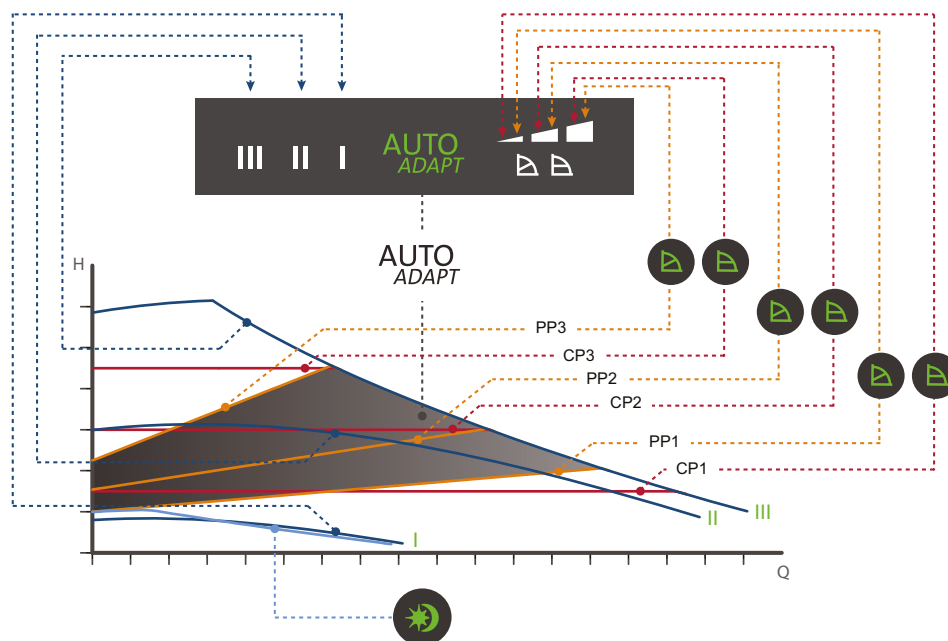 III II I
AUTO
ADAPT
H
AUTO
ADAPT
PP3
CP3
PP2
CP2
PP1
CP1
III
II
I
Q